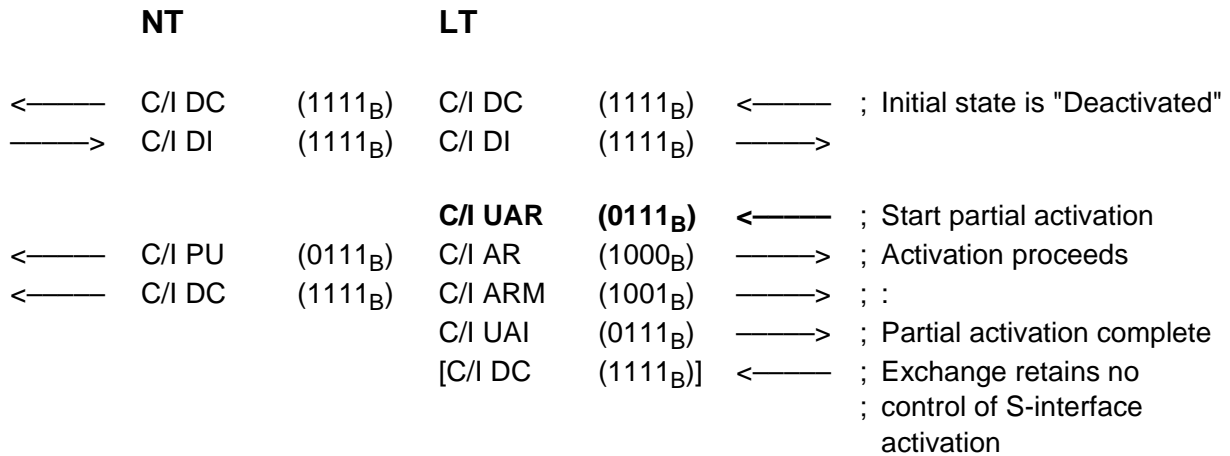 NT LT
<––––– C/I DC (1111B) C/I DC (1111B) <––––– ; Initial state is "Deactivated"
–––––> C/I DI (1111B) C/I DI (1111B) –––––>
C/I UAR (0111B) <––––– ; Start partial activation
<––––– C/I PU (0111B) C/I AR (1000B) –––––> ; Activation proceeds
<––––– C/I DC (1111B) C/I ARM (1001B) –––––> ; :
C/I UAI (0111B) –––––> ; Partial activation complete
[C/I DC (1111B)] <––––– ; Exchange retains no
; control of S-interface
activation